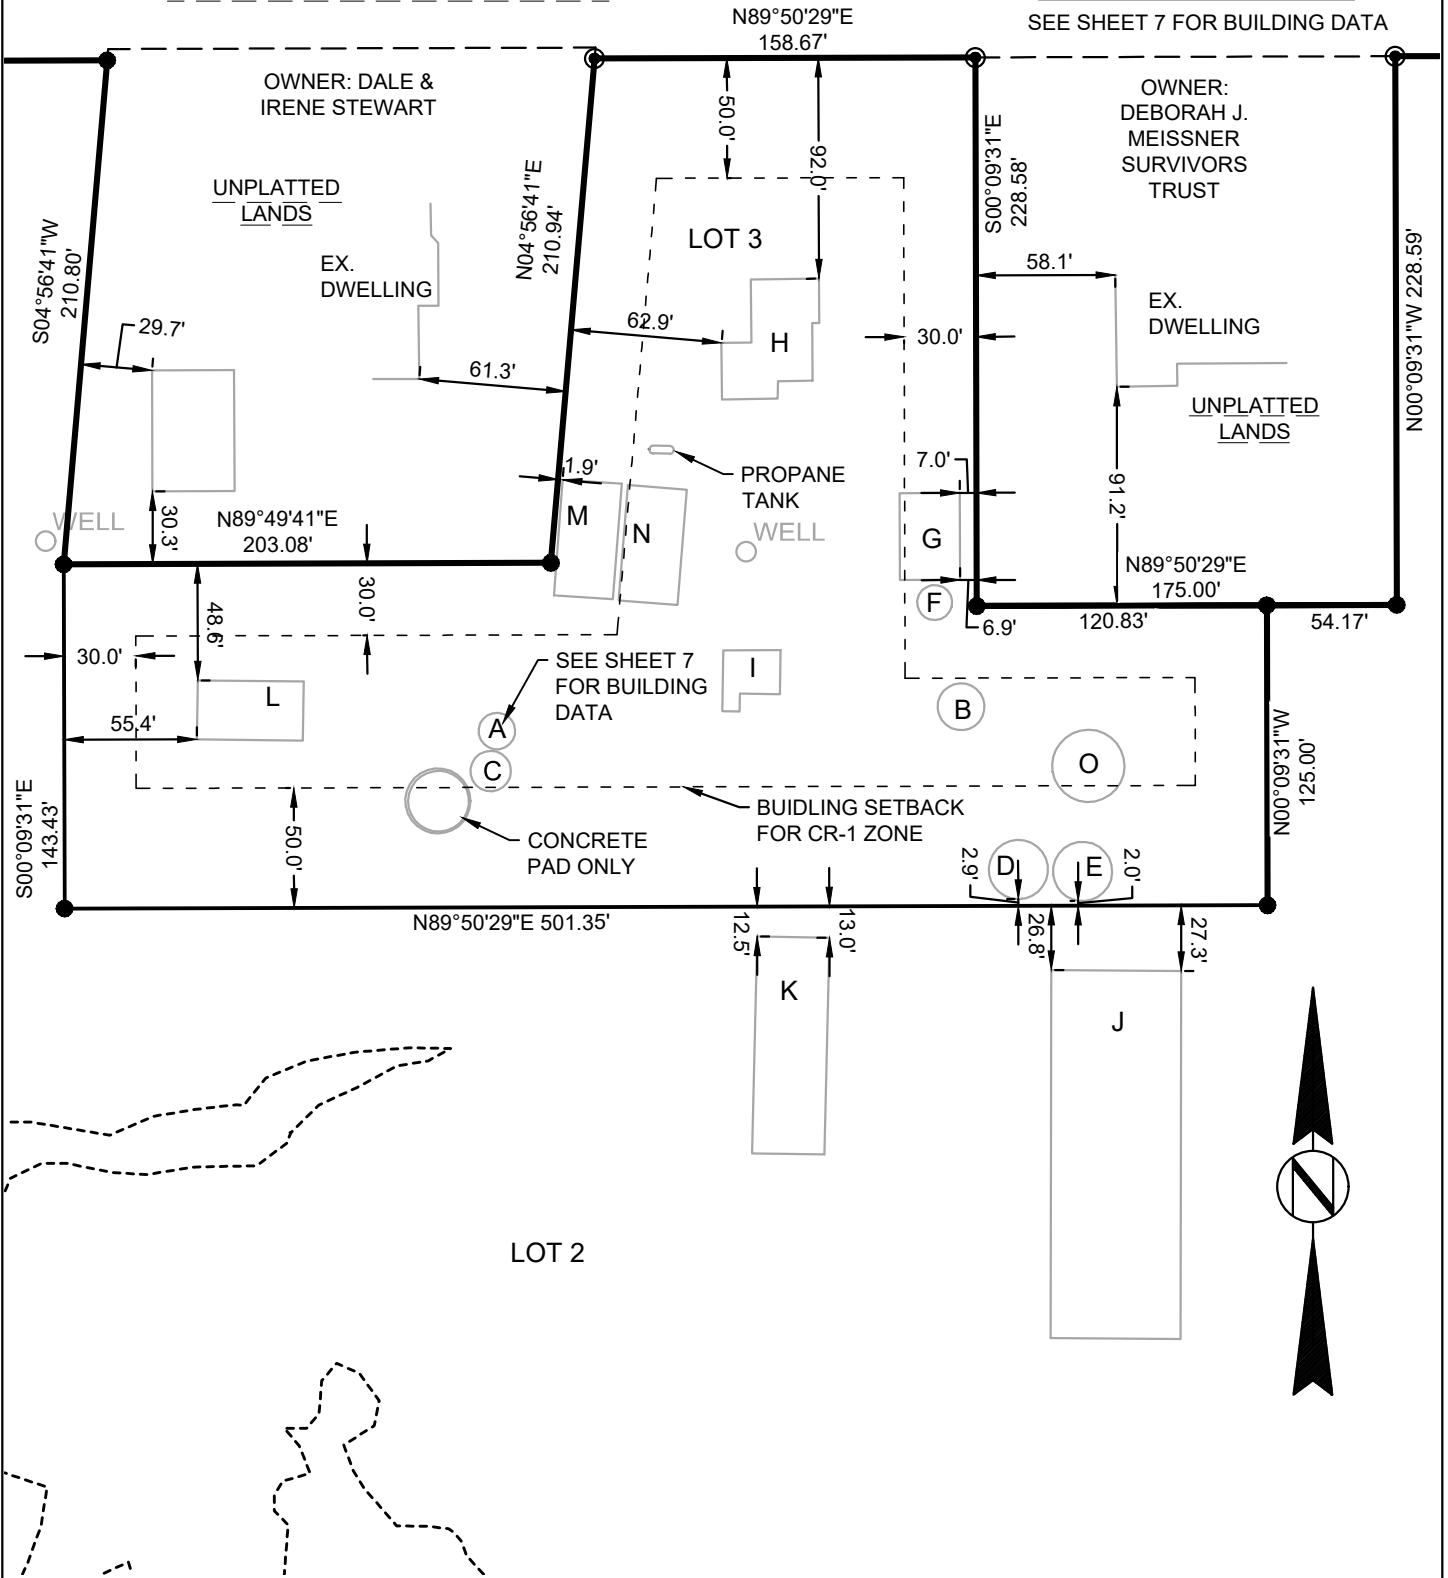 N89°50'29"E
158.67'
SEE SHEET 7 FOR BUILDING DATA
OWNER: DALE &
IRENE STEWART
OWNER:
DEBORAH J.
MEISSNER
SURVIVORS
TRUST
50.0'
92.0'
S00°09'31"E
228.58'
UNPLATTED
LANDS
N04°56'41"E
210.94'
S04°56'41"W
210.80'
LOT 3
N00°09'31"W 228.59'
EX.
DWELLING
58.1'
EX.
DWELLING
29.7'
62.9'
H
30.0'
61.3'
UNPLATTED
LANDS
1.9'
PROPANE
TANK
7.0'
91.2'
WELL
30.3'
N89°49'41"E
203.08'
M
N
WELL
G
N89°50'29"E
175.00'
F
6.9'
120.83'
54.17'
48.6'
30.0'
30.0'
SEE SHEET 7
FOR BUILDING
DATA
I
L
B
55.4'
A
C
O
N00°09'31"W
125.00'
S00°09'31"E
143.43'
50.0'
BUIDLING SETBACK
FOR CR-1 ZONE
CONCRETE
PAD ONLY
2.9'
D
E
2.0'
N89°50'29"E 501.35'
12.5'
13.0'
26.8'
27.3'
K
J
N
LOT 2